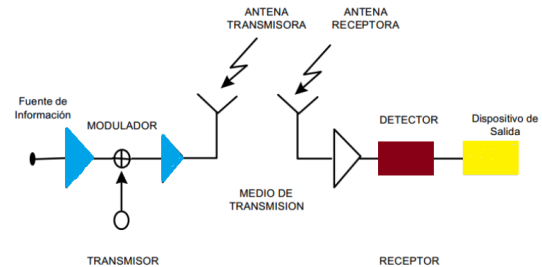 ANTENA
TRANSMISORA
ANTENA
RECEPTORA
Fuente de
Información
MODULADOR
DETECTOR
Dispositivo de
Salida
MEDIO DE
TRANSMISION
TRANSMISOR
RECEPTOR